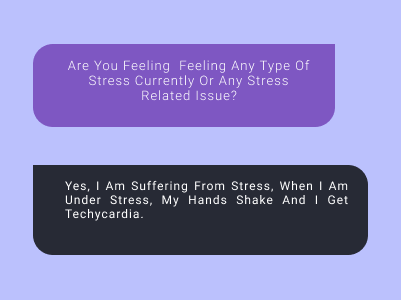 Are You Feeling  Feeling Any Type Of
Stress Currently Or Any Stress
Related Issue?
Yes, I Am Suffering From Stress, When I Am
Under Stress, My Hands Shake And I Get
Techycardia.